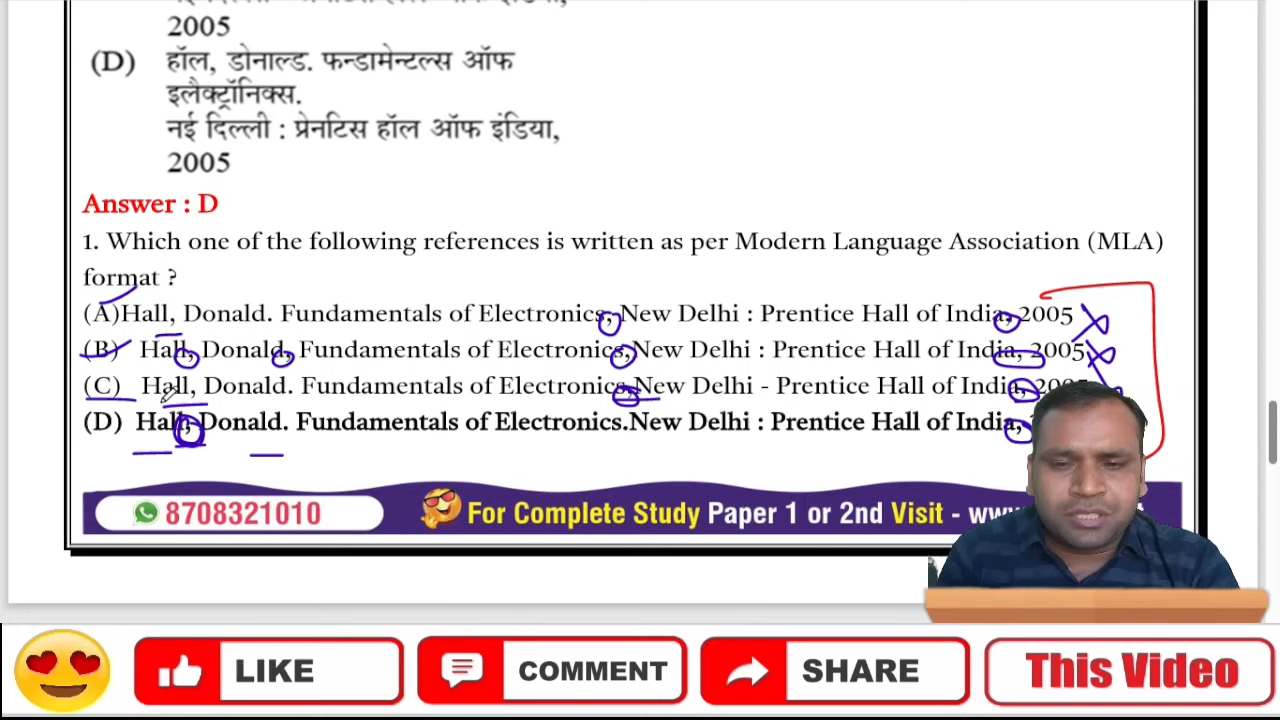 2005
(D) हॉल, डोनाल्ड. फन्डामेन्टल्स ऑफ
इलैक्ट्रॉनिक्स.
नई दिल्ली : प्रेनटिस हॉल ऑफ इंडिया,
2005
Answer : D
1. Which one of the following references is written as per Modern Language Association (MLA)
format ?
(A)Hall, Donald. Fundamentals of Electronics, New Delhi : Prentice Hall of India, 2005
(B) Hall, Donald, Fundamentals of Electronics,New Delhi : Prentice Hall of India, 2005
(C) Hall, Donald. Fundamentals of Electronics,New Delhi - Prentice Hall of India, 2005
(D) Hall, Donald. Fundamentals of Electronics.New Delhi : Prentice Hall of India,
8708321010
For Complete Study Paper 1 or 2nd Visit -
LIKE
COMMENT
SHARE
This Video